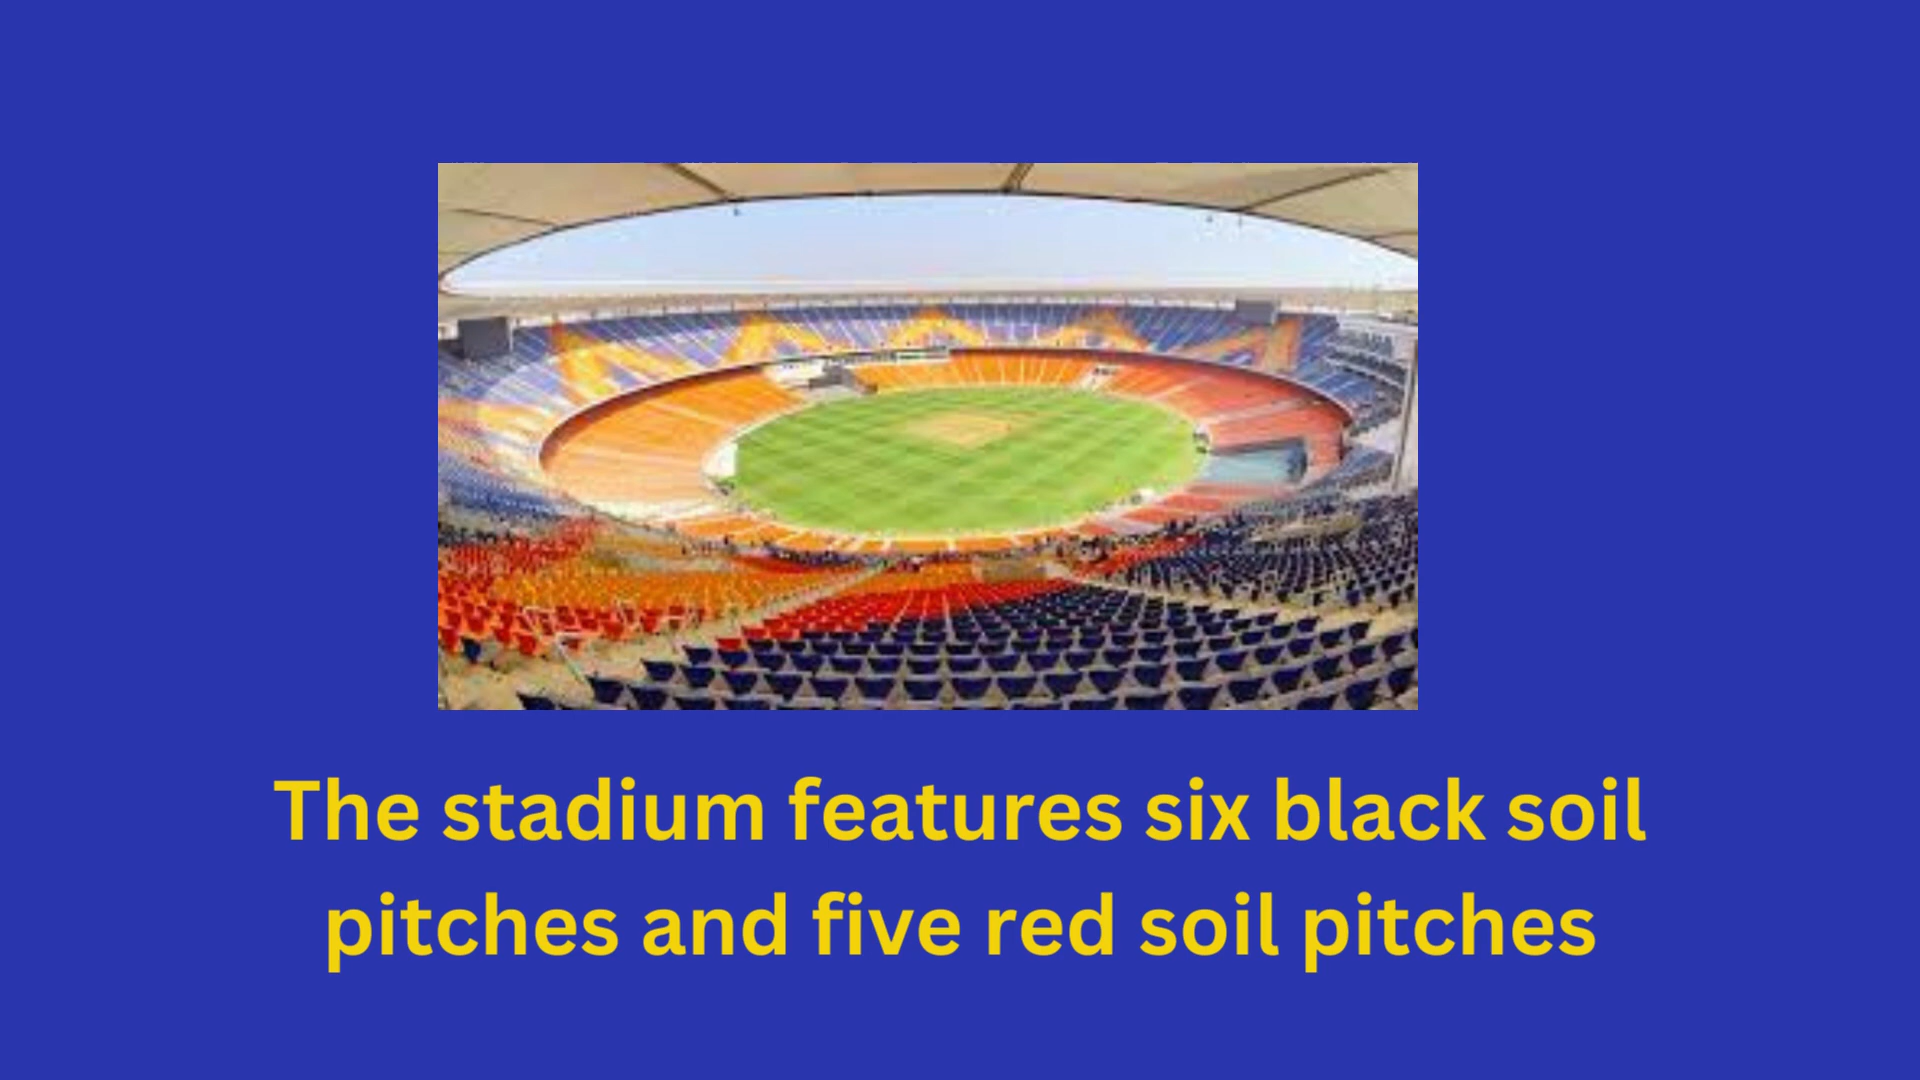 The stadium features six black soil
pitches and five red soil pitches